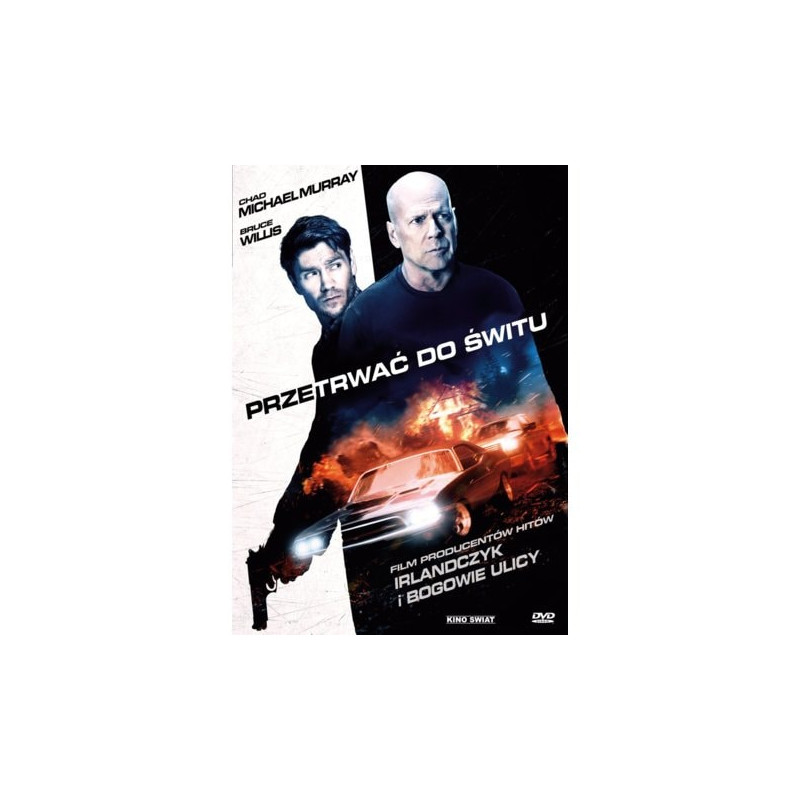 CHAD
MICHAEL MURRAY
BRUCE
WILLIS
PRZETRWAĆ DO ŚWITU
FILM PRODUCENTÓW HITÓW
IRLANDCZYK
I BOGOWIE ULICY
KINO ŚWIAT
DVD